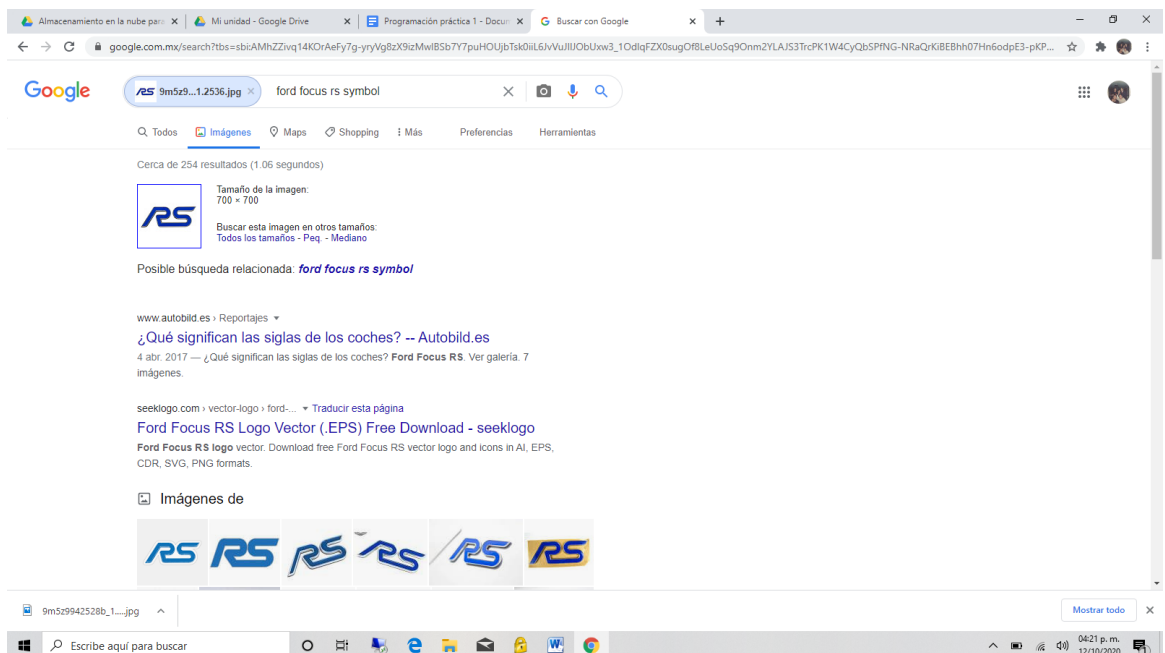 Almacenamiento en la nube para
Mi unidad - Google Drive
Programación práctica 1 - Docum
Buscar con Google
google.com.mx/search?tbs=sbi:AMhZZivq14KOrAeFy7g-yryVg8zX9izMwIBSb7Y7puHOUjbTsk0iiL6JvVuJIUObUxw3_1OdIqFZX0sugOf8LeUoSq9Onm2YLAJS3TrcPK1W4CyQbSPfNG-NRaQrKiBEBhh07Hn6odpE3-pKP...
Google
RS 9m5z9...1.2536.jpg
ford focus rs symbol
Todos Imágenes Maps Shopping Más Preferencias Herramientas
Cerca de 254 resultados (1.06 segundos)
RS
Tamaño de la imagen:
700 × 700
Buscar esta imagen en otros tamaños:
Todos los tamaños - Peq. - Mediano
Posible búsqueda relacionada: ford focus rs symbol
www.autobild.es › Reportajes
¿Qué significan las siglas de los coches? -- Autobild.es
4 abr. 2017 — ¿Qué significan las siglas de los coches? Ford Focus RS. Ver galería. 7
imágenes.
seeklogo.com › vector-logo › ford-... Traducir esta página
Ford Focus RS Logo Vector (.EPS) Free Download - seeklogo
Ford Focus RS logo vector. Download free Ford Focus RS vector logo and icons in AI, EPS,
CDR, SVG, PNG formats.
Imágenes de
RS RS RS RS RS RS
9m5z9942528b_1.....jpg
Mostrar todo
Escribe aquí para buscar
04:21 p. m.
12/10/2020